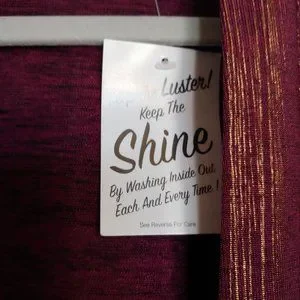 Luster!
Keep The
Shine
By Washing Inside Out
Each And Every Time !
See Reverse For Care